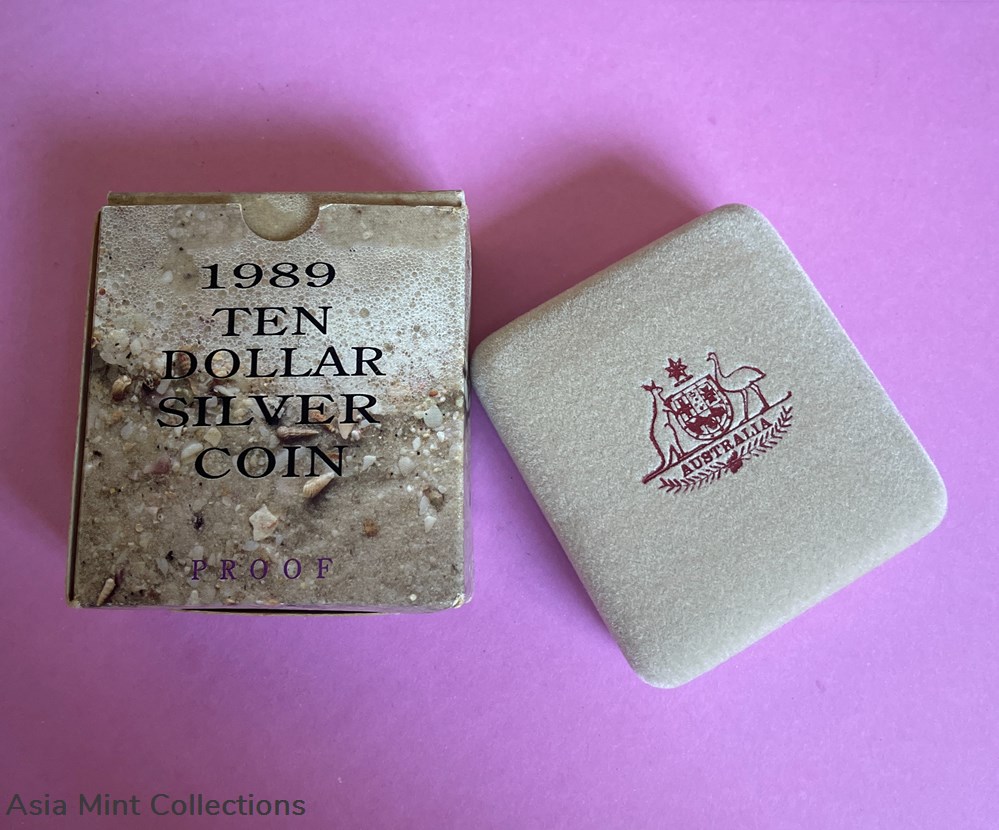 1989
TEN
DOLLAR
SILVER
COIN
PROOF
AUSTRALIA
Asia Mint Collections